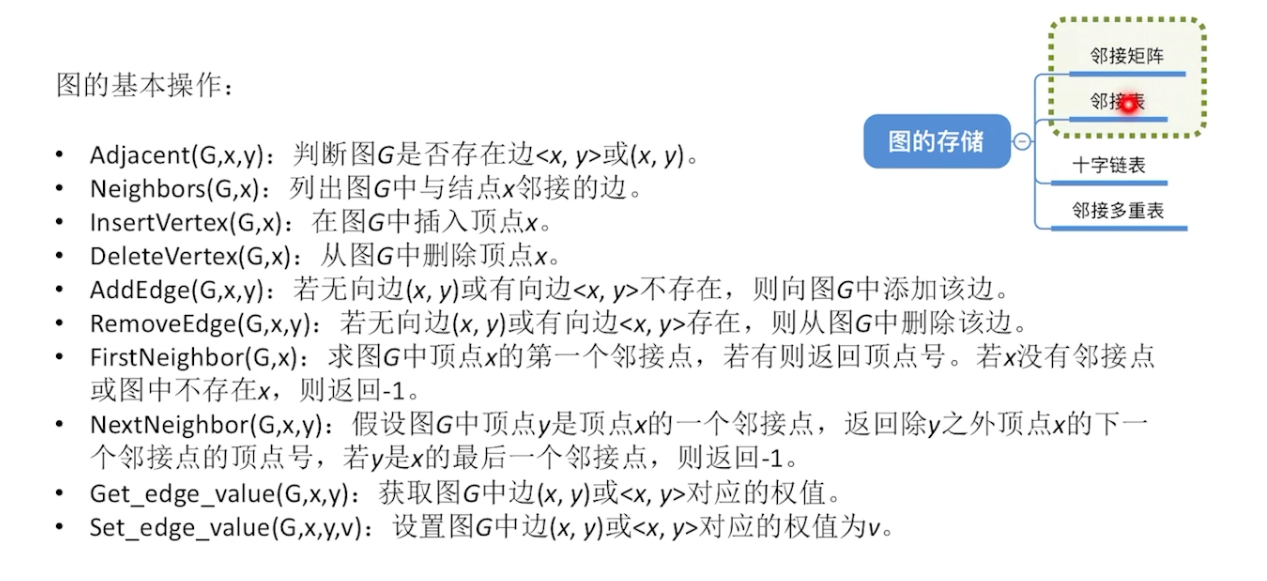 图的基本操作：
• Adjacent(G,x,y)：判断图G是否存在边<x, y>或(x, y)。
• Neighbors(G,x)：列出图G中与结点x邻接的边。
• InsertVertex(G,x)：在图G中插入顶点x。
• DeleteVertex(G,x)：从图G中删除顶点x。
• AddEdge(G,x,y)：若无向边(x, y)或有向边<x, y>不存在，则向图G中添加该边。
• RemoveEdge(G,x,y)：若无向边(x, y)或有向边<x, y>存在，则从图G中删除该边。
• FirstNeighbor(G,x)：求图G中顶点x的第一个邻接点，若有则返回顶点号。若x没有邻接点
或图中不存在x，则返回-1。
• NextNeighbor(G,x,y)：假设图G中顶点y是顶点x的一个邻接点，返回除y之外顶点x的下一
个邻接点的顶点号，若y是x的最后一个邻接点，则返回-1。
• Get_edge_value(G,x,y)：获取图G中边(x, y)或<x, y>对应的权值。
• Set_edge_value(G,x,y,v)：设置图G中边(x, y)或<x, y>对应的权值为v。
图的存储
邻接矩阵
邻接表
十字链表
邻接多重表